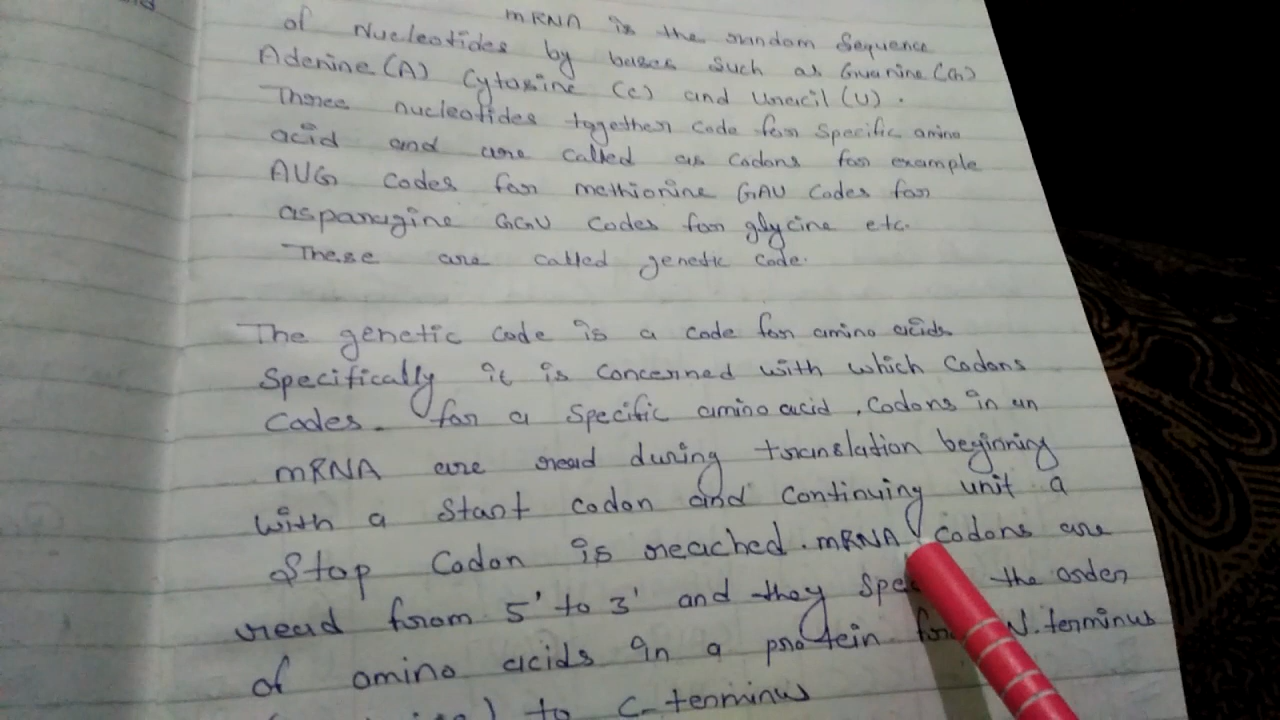 mRNA is the random Sequence
of Nucleotides by bases such as Guanine (G)
Adenine (A) Cytosine (C) and Uracil (U).
Three nucleotides together code for specific amino
acid and are called as codons for example
AUG codes for methionine GAU codes for
asparagine GGU codes for glycine etc.
These are called genetic code.
The genetic code is a code for amino acids.
Specifically it is concerned with which codons
codes. for a specific amino acid. Codons in an
mRNA are read during translation beginning
with a start codon and continuing unit a
Stop Codon is reached. mRNA codons are
read from 5' to 3' and they the order
of amino acids in a protein N. terminus
to C-terminus